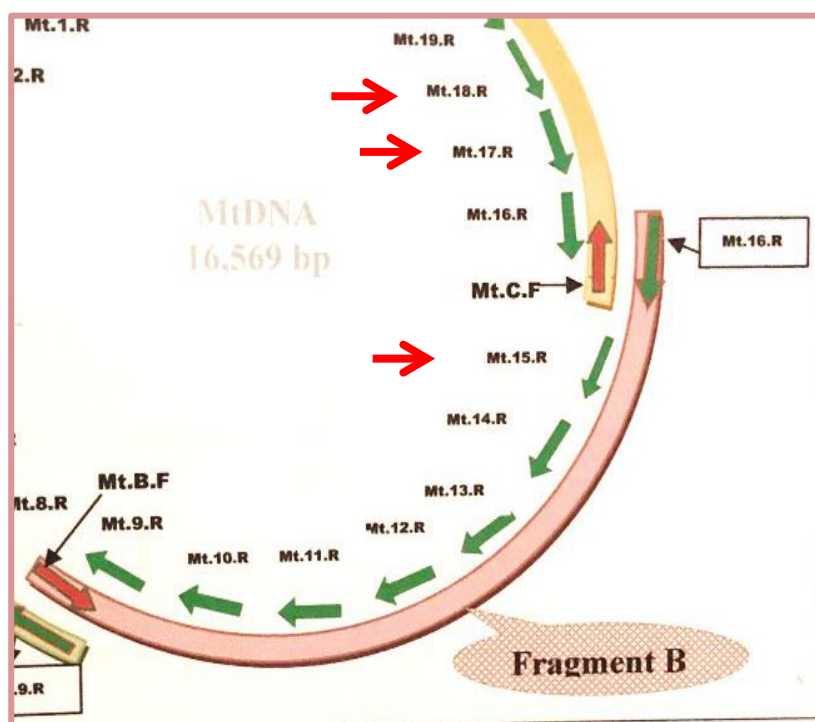 Mt.1.R
Mt.19.R
2.R
Mt.18.R
Mt.17.R
MtDNA
16,569 bp
Mt.16.R
Mt.16.R
Mt.C.F
Mt.15.R
Mt.14.R
Mt.B.F
Mt.13.R
Mt.8.R
Mt.9.R
Mt.12.R
Mt.10.R
Mt.11.R
Fragment B
.9.R